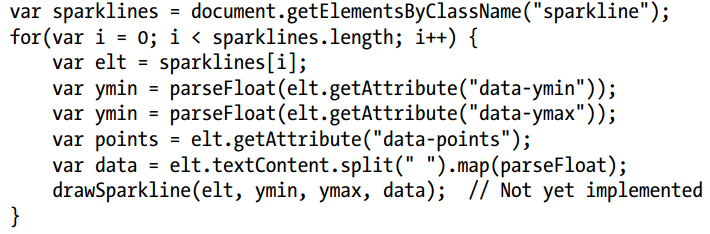 var sparklines = document.getElementsByClassName("sparkline");
for(var i = 0; i < sparklines.length; i++) {
    var elt = sparklines[i];
    var ymin = parseFloat(elt.getAttribute("data-ymin"));
    var ymin = parseFloat(elt.getAttribute("data-ymax"));
    var points = elt.getAttribute("data-points");
    var data = elt.textContent.split(" ").map(parseFloat);
    drawSparkline(elt, ymin, ymax, data);  // Not yet implemented
}